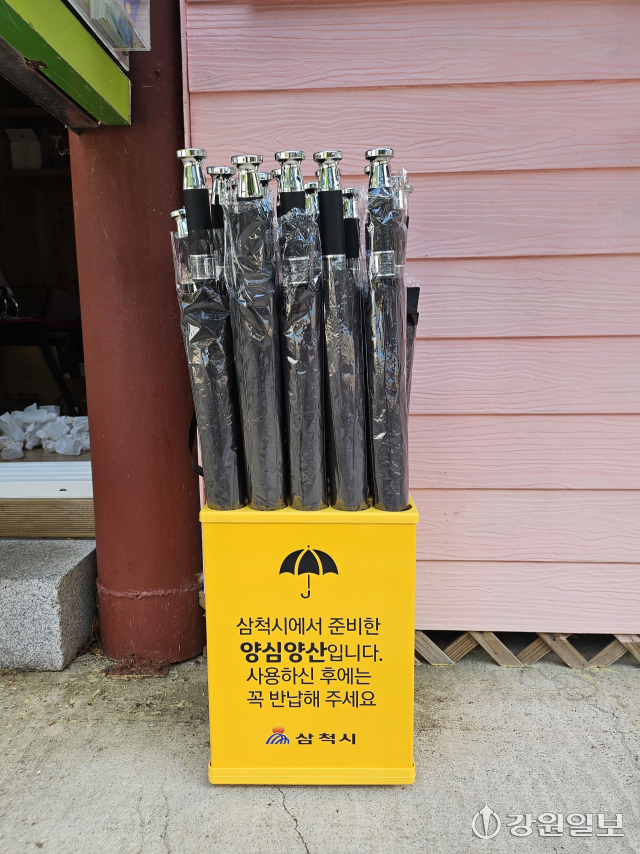 삼척시에서 준비한
양심양산입니다.
사용하신 후에는
꼭 반납해 주세요
삼척시
강원일보